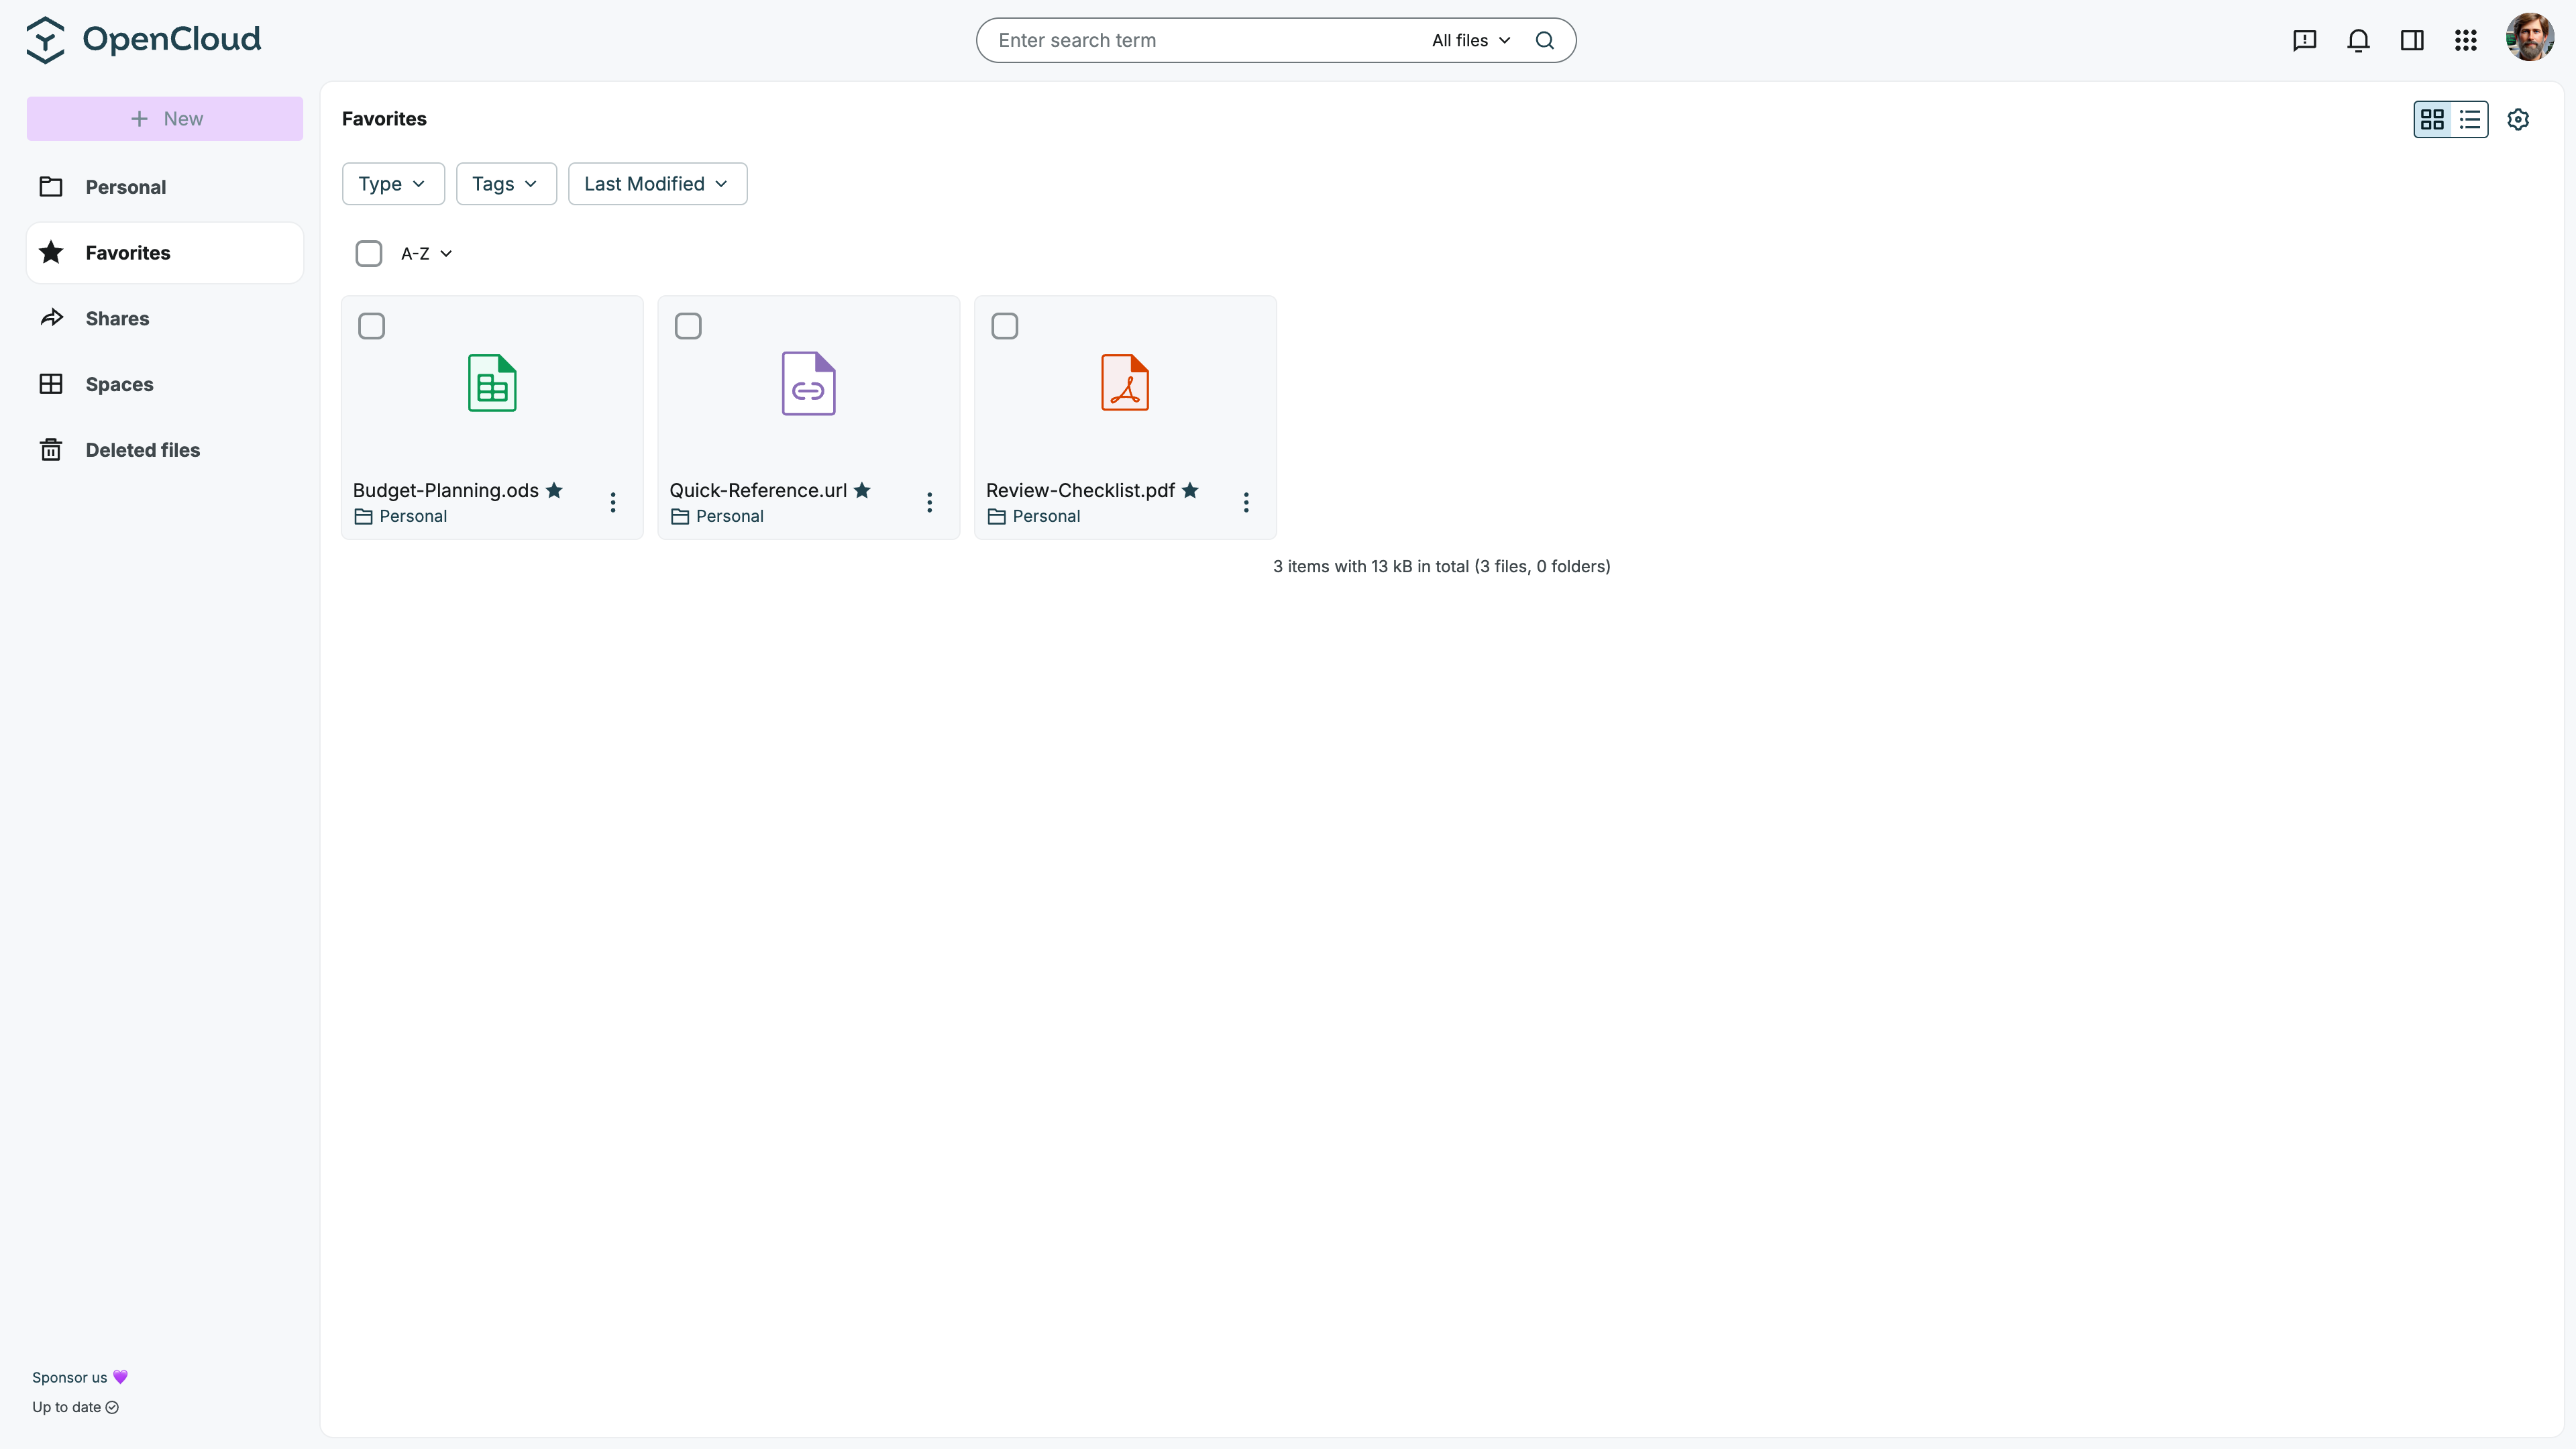 OpenCloud
Enter search term
All files
New
Personal
Favorites
Shares
Spaces
Deleted files
Favorites
Type
Tags
Last Modified
A-Z
Budget-Planning.ods
Personal
Quick-Reference.url
Personal
Review-Checklist.pdf
Personal
3 items with 13 kB in total (3 files, 0 folders)
Sponsor us 💜
Up to date